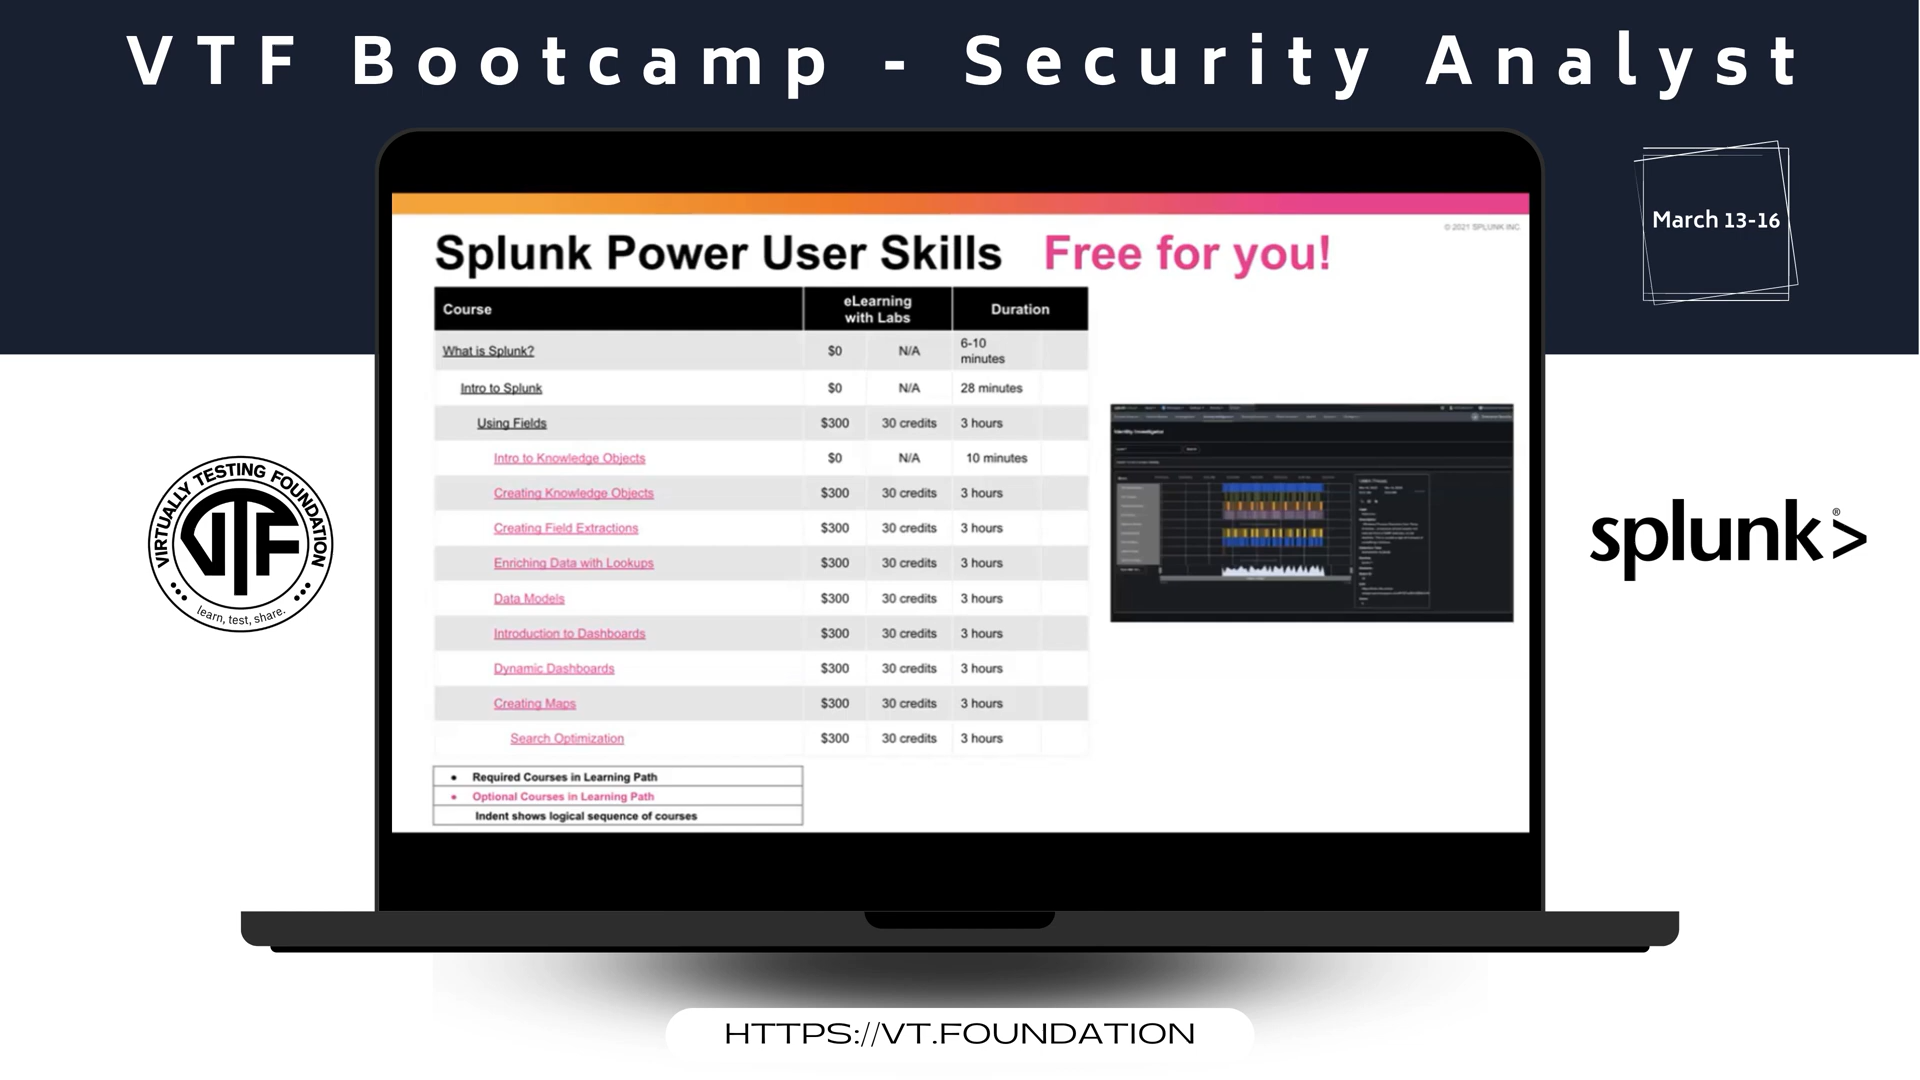 VTF Bootcamp - Security Analyst
March 13-16
© 2021 SPLUNK INC.
Splunk Power User Skills Free for you!
Course eLearning with Labs Duration
What is Splunk? $0 N/A 6-10 minutes
Intro to Splunk $0 N/A 28 minutes
Using Fields $300 30 credits 3 hours
Intro to Knowledge Objects $0 N/A 10 minutes
Creating Knowledge Objects $300 30 credits 3 hours
Creating Field Extractions $300 30 credits 3 hours
Enriching Data with Lookups $300 30 credits 3 hours
Data Models $300 30 credits 3 hours
Introduction to Dashboards $300 30 credits 3 hours
Dynamic Dashboards $300 30 credits 3 hours
Creating Maps $300 30 credits 3 hours
Search Optimization $300 30 credits 3 hours
• Required Courses in Learning Path
• Optional Courses in Learning Path
Indent shows logical sequence of courses
VIRTUALLY TESTING FOUNDATION
VTF
learn, test, share.
splunk>®
HTTPS://VT.FOUNDATION